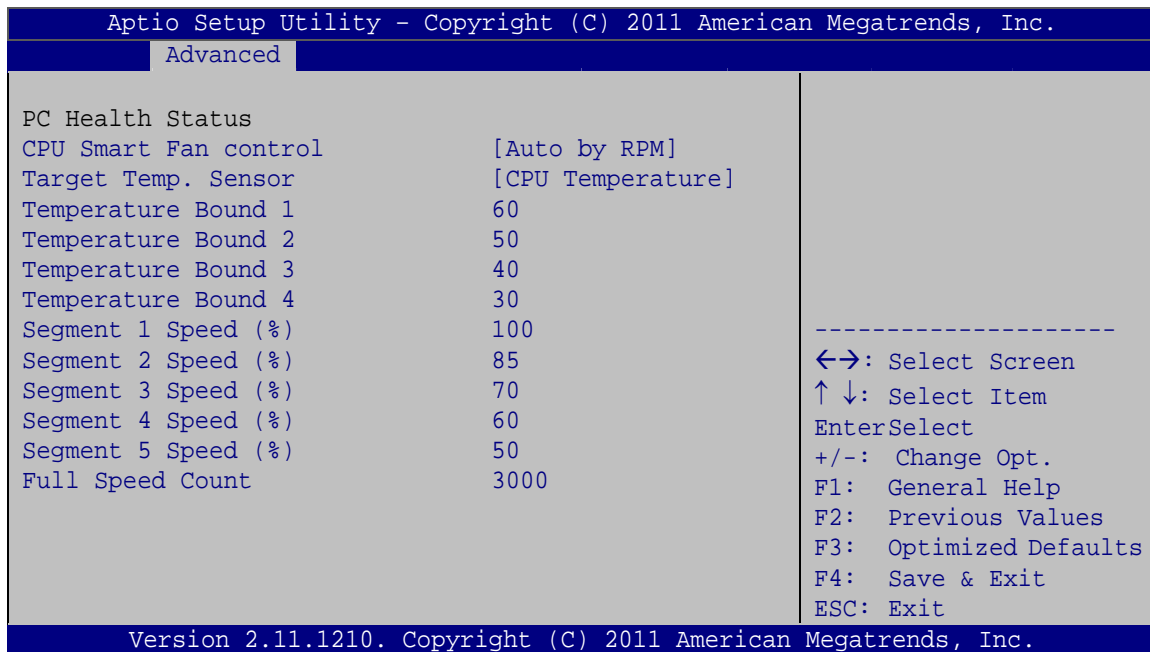 Aptio Setup Utility – Copyright (C) 2011 American Megatrends, Inc.
Advanced
PC Health Status
CPU Smart Fan control [Auto by RPM]
Target Temp. Sensor [CPU Temperature]
Temperature Bound 1 60
Temperature Bound 2 50
Temperature Bound 3 40
Temperature Bound 4 30
Segment 1 Speed (%) 100
Segment 2 Speed (%) 85
Segment 3 Speed (%) 70
Segment 4 Speed (%) 60
Segment 5 Speed (%) 50
Full Speed Count 3000
---------------------
←→: Select Screen
↑ ↓: Select Item
EnterSelect
+/-: Change Opt.
F1: General Help
F2: Previous Values
F3: Optimized Defaults
F4: Save & Exit
ESC: Exit
Version 2.11.1210. Copyright (C) 2011 American Megatrends, Inc.